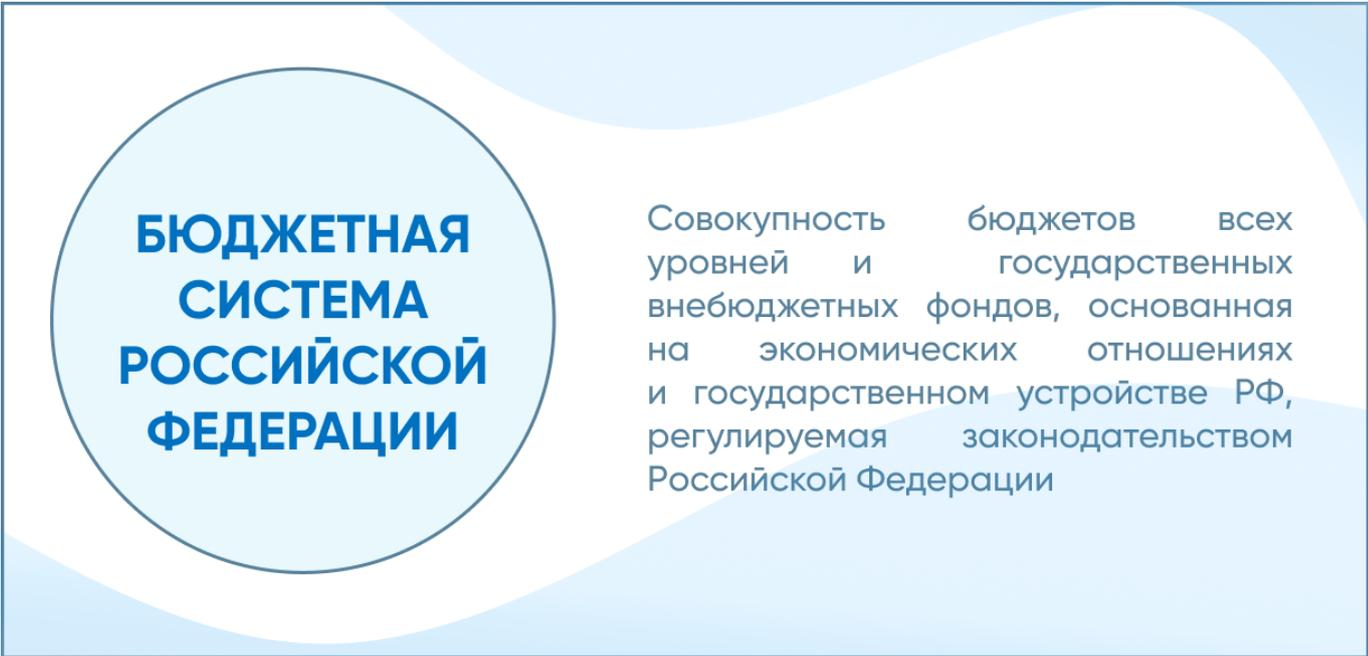 БЮДЖЕТНАЯ
СИСТЕМА
РОССИЙСКОЙ
ФЕДЕРАЦИИ
Совокупность бюджетов всех
уровней и государственных
внебюджетных фондов, основанная
на экономических отношениях
и государственном устройстве РФ,
регулируемая законодательством
Российской Федерации